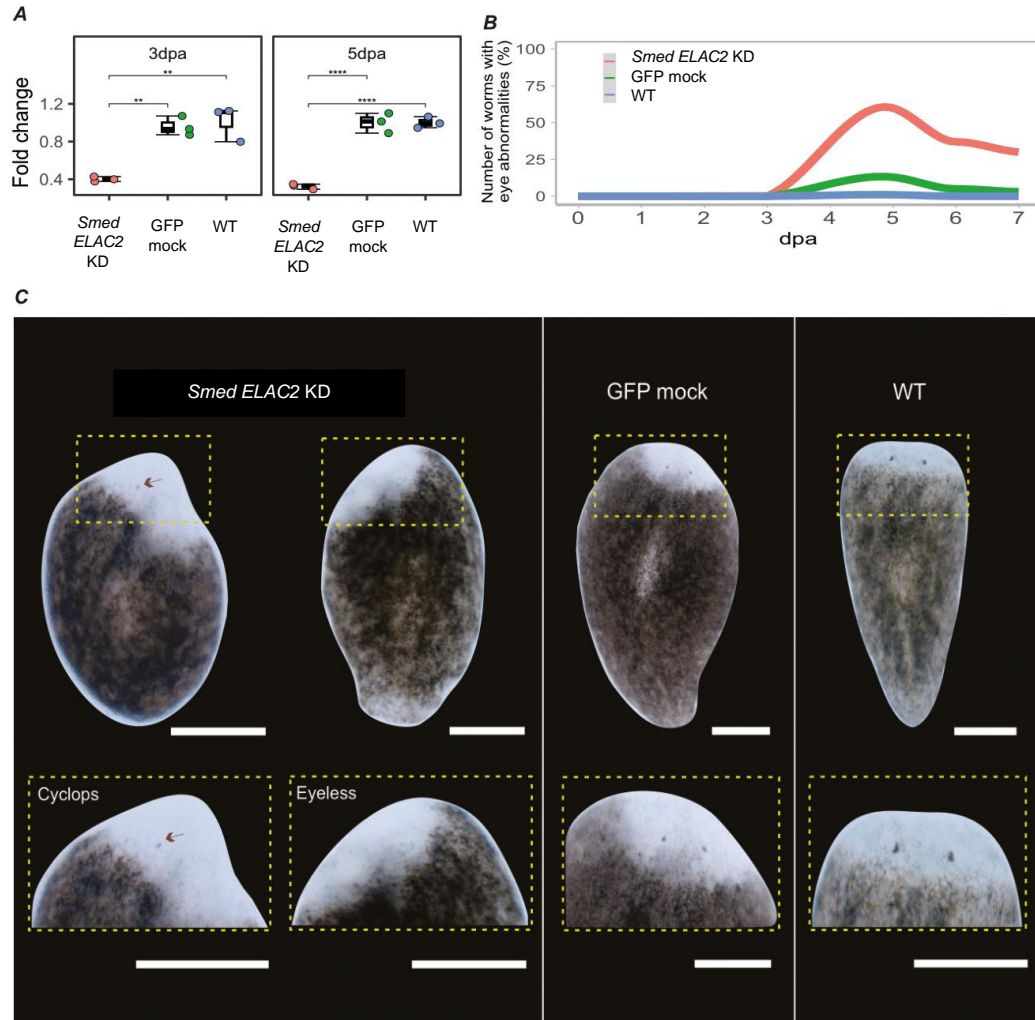 A
3dpa
5dpa
**
****
**
****
Fold change
1.2
0.8
0.4
Smed
ELAC2
KD
GFP
mock
WT
Smed
ELAC2
KD
GFP
mock
WT
B
Number of worms with
eye abnormalities (%)
100
75
50
25
0
Smed ELAC2 KD
GFP mock
WT
0 1 2 3 4 5 6 7
dpa
C
Smed ELAC2 KD
GFP mock
WT
Cyclops
Eyeless